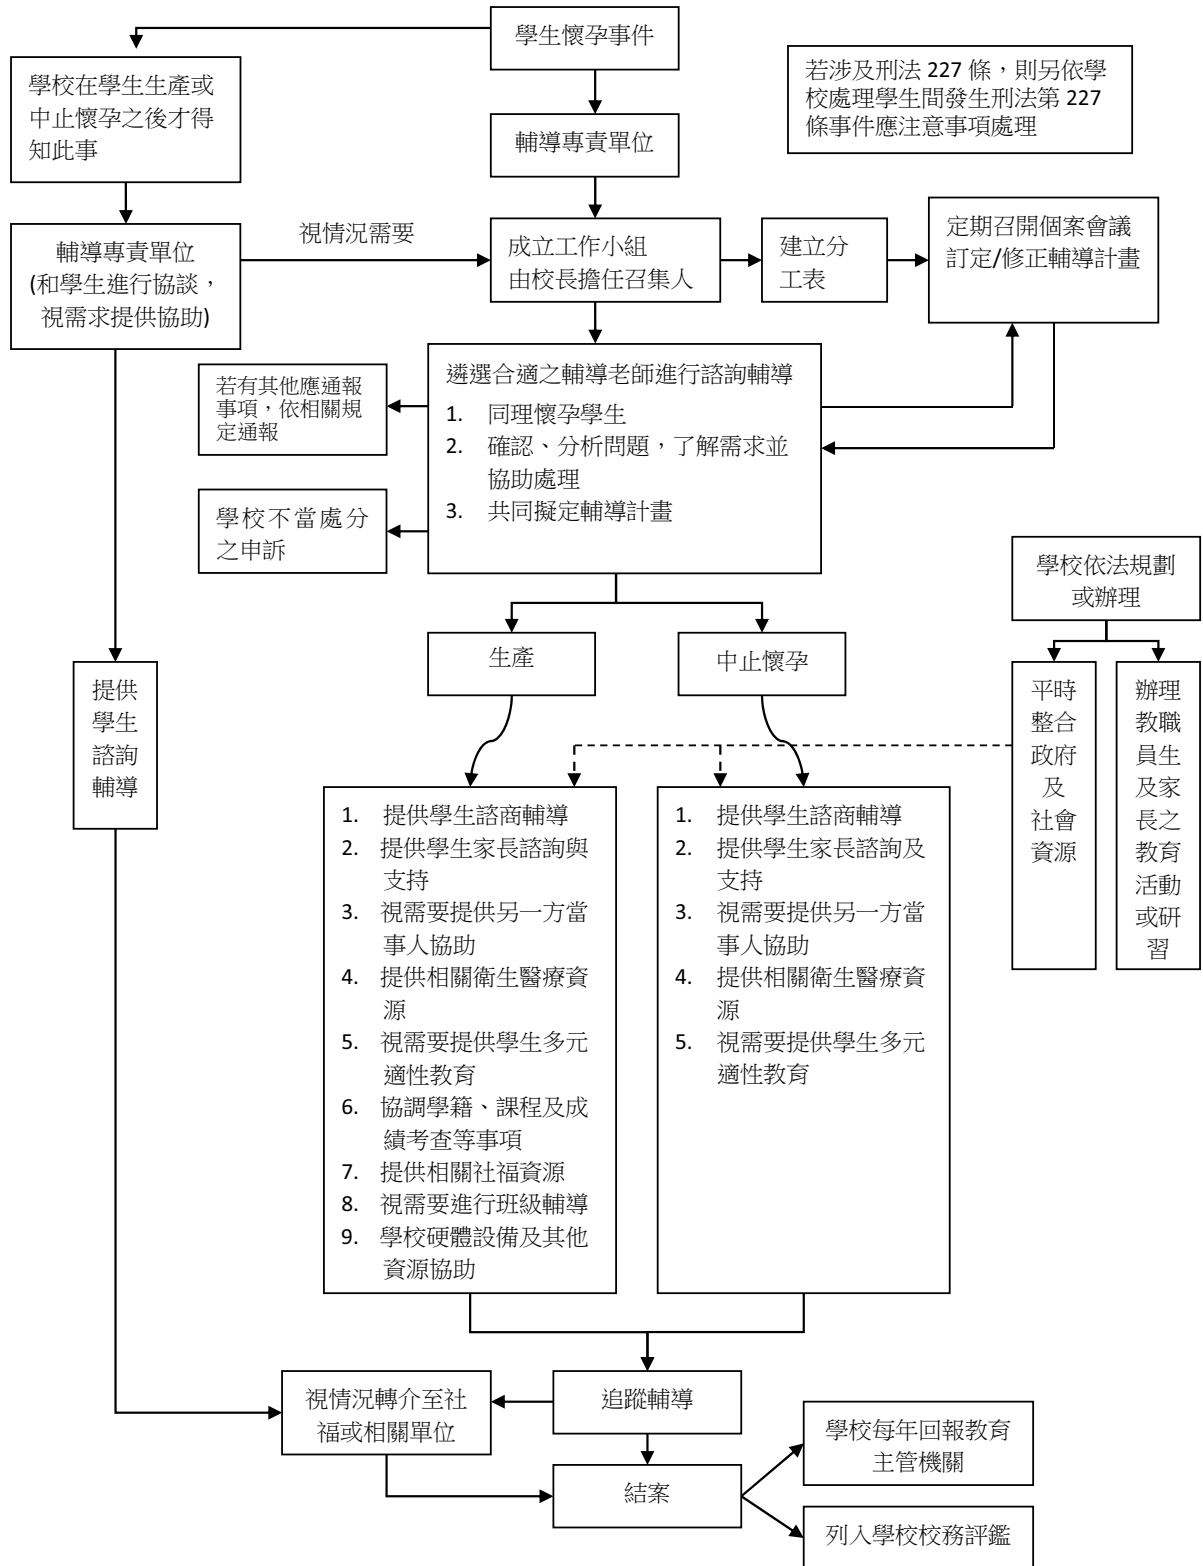 學生懷孕事件
學校在學生生產或
中止懷孕之後才得
知此事
若涉及刑法 227 條，則另依學
校處理學生間發生刑法第 227
條事件應注意事項處理
輔導專責單位
輔導專責單位
(和學生進行協談，
視需求提供協助)
視情況需要
成立工作小組
由校長擔任召集人
建立分
工表
定期召開個案會議
訂定/修正輔導計畫
若有其他應通報
事項，依相關規
定通報
學校不當處分
之申訴
遴選合適之輔導老師進行諮詢輔導
1. 同理懷孕學生
2. 確認、分析問題，了解需求並
協助處理
3. 共同擬定輔導計畫
學校依法規劃
或辦理
生產
中止懷孕
提供
學生
諮詢
輔導
平時
整合
政府
及
社會
資源
辦理
教職
員生
及家
長之
教育
活動
或研
習
1. 提供學生諮商輔導
2. 提供學生家長諮詢與
支持
3. 視需要提供另一方當
事人協助
4. 提供相關衛生醫療資
源
5. 視需要提供學生多元
適性教育
6. 協調學籍、課程及成
績考查等事項
7. 提供相關社福資源
8. 視需要進行班級輔導
9. 學校硬體設備及其他
資源協助
1. 提供學生諮商輔導
2. 提供學生家長諮詢及
支持
3. 視需要提供另一方當
事人協助
4. 提供相關衛生醫療資
源
5. 視需要提供學生多元
適性教育
視情況轉介至社
福或相關單位
追蹤輔導
結案
學校每年回報教育
主管機關
列入學校校務評鑑